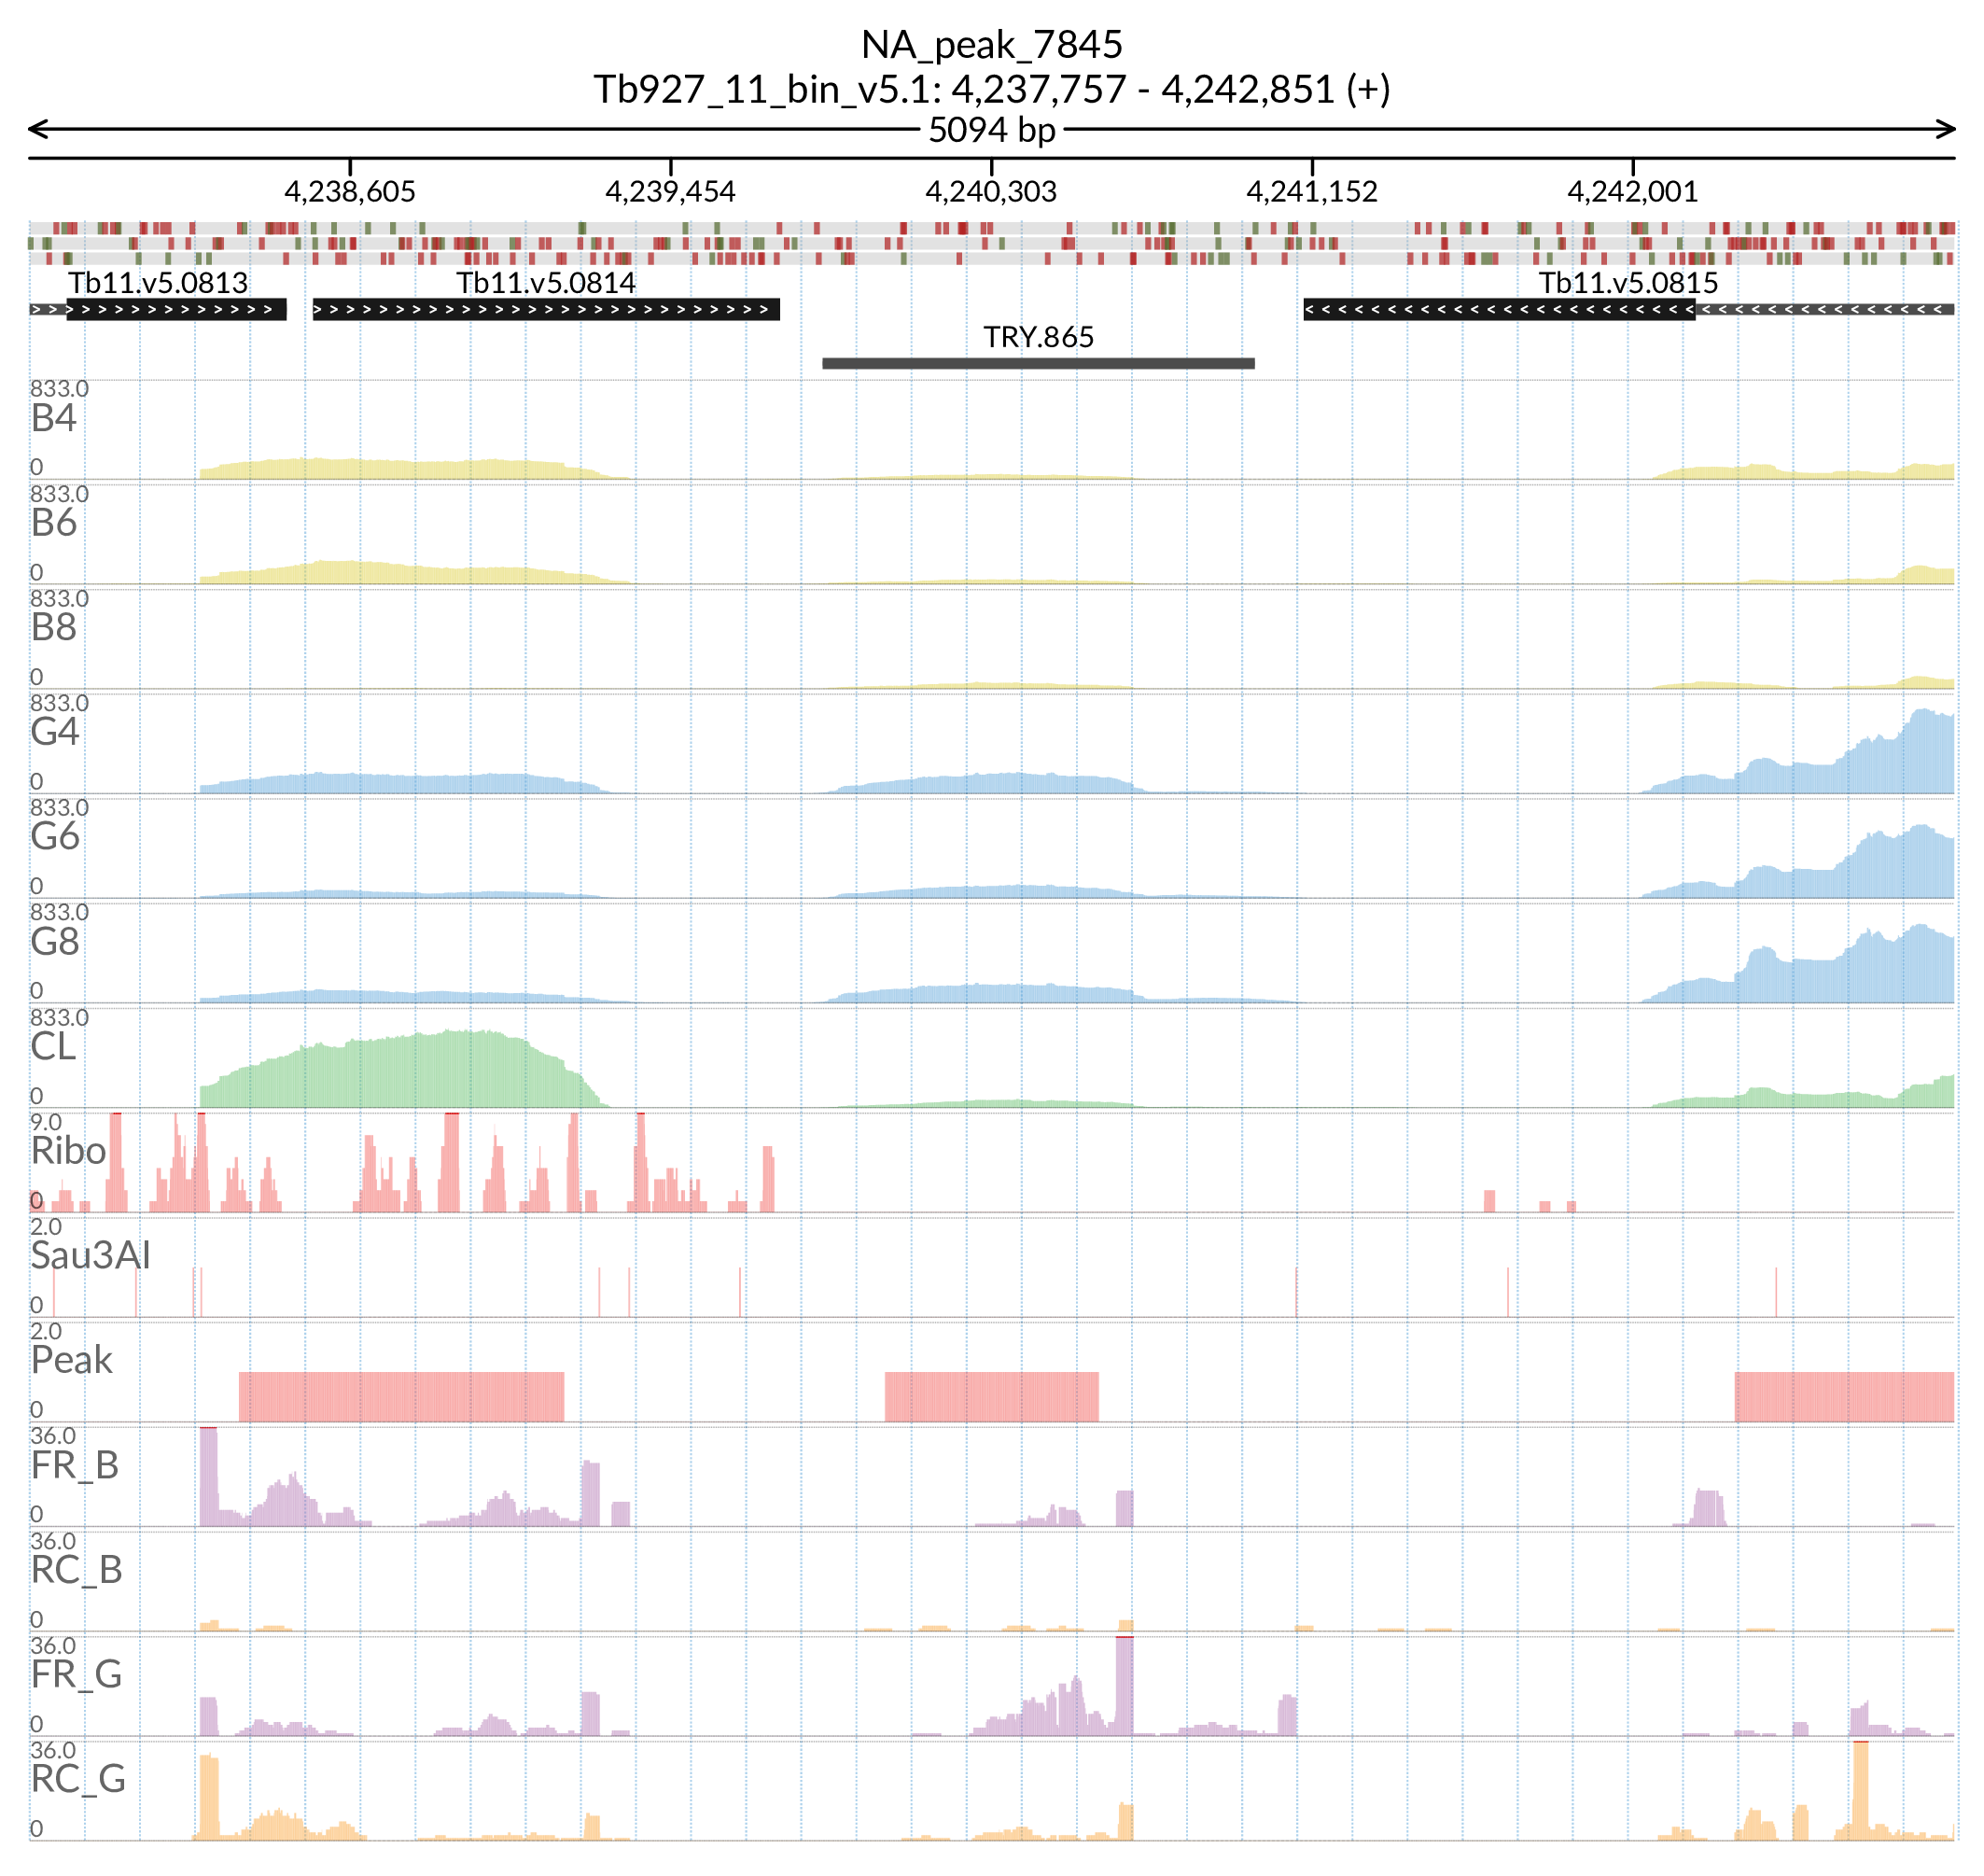 NA_peak_7845
Tb927_11_bin_v5.1: 4,237,757 - 4,242,851 (+)
5094 bp
4,238,605 4,239,454 4,240,303 4,241,152 4,242,001
Tb11.v5.0813 Tb11.v5.0814 Tb11.v5.0815
TRY.865
833.0
B4
0
833.0
B6
0
833.0
B8
0
833.0
G4
0
833.0
G6
0
833.0
G8
0
833.0
CL
0
9.0
Ribo
0
2.0
Sau3AI
0
2.0
Peak
0
36.0
FR_B
0
36.0
RC_B
0
36.0
FR_G
0
36.0
RC_G
0